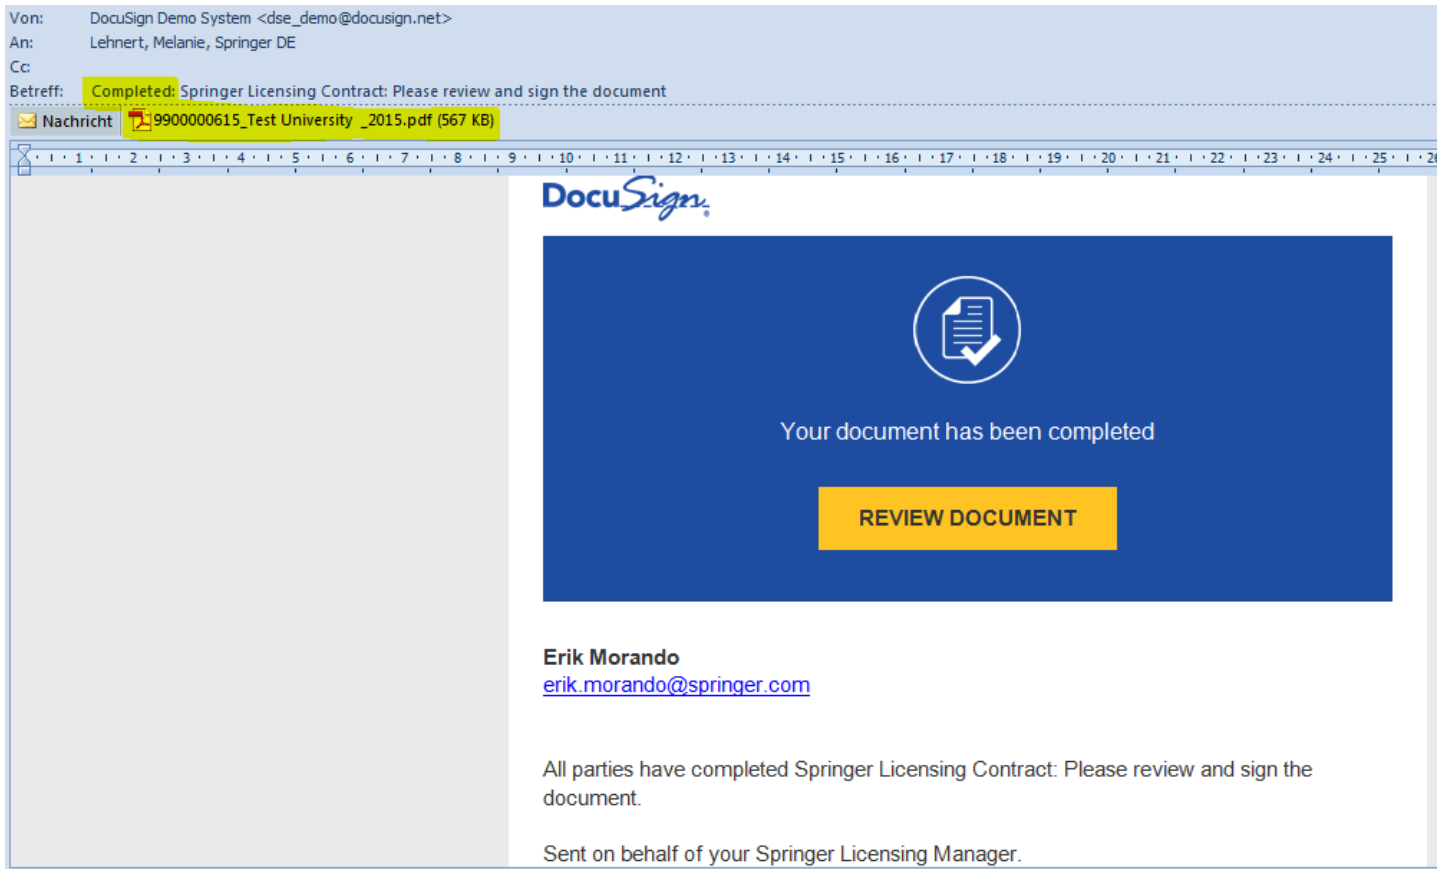 Von: DocuSign Demo System <dse_demo@docusign.net>
An: Lehnert, Melanie, Springer DE
Cc:
Betreff: Completed: Springer Licensing Contract: Please review and sign the document
Nachricht 9900000615_Test University _2015.pdf (567 KB)
1 2 3 4 5 6 7 8 9 10 11 12 13 14 15 16 17 18 19 20 21 22 23 24 25
DocuSign®
Your document has been completed
REVIEW DOCUMENT
Erik Morando
erik.morando@springer.com
All parties have completed Springer Licensing Contract: Please review and sign the
document.
Sent on behalf of your Springer Licensing Manager.